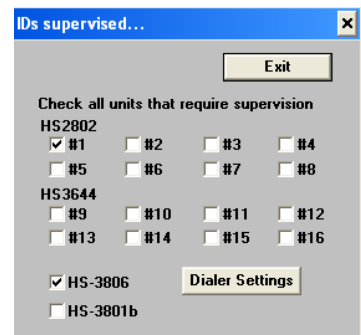 IDs supervised...
Exit
Check all units that require supervision
HS2802
#1 #2 #3 #4
#5 #6 #7 #8
HS3644
#9 #10 #11 #12
#13 #14 #15 #16
HS-3806 Dialer Settings
HS-3801b